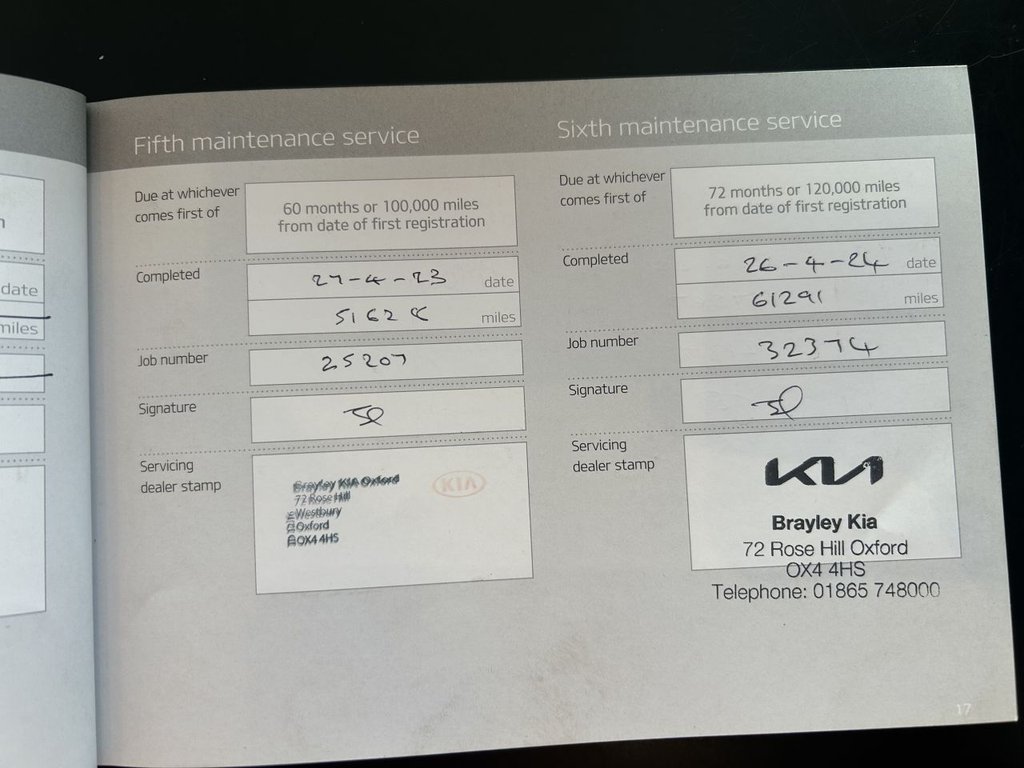 n
date
miles
Fifth maintenance service
Due at whichever
comes first of
60 months or 100,000 miles
from date of first registration
Completed
27-4-23 date
miles
Job number
25207
Signature
Servicing
dealer stamp
Brayley KIA Oxford
72 Rose Hill
Westbury
Oxford
OX4 4HS
KIA
Sixth maintenance service
Due at whichever
comes first of
72 months or 120,000 miles
from date of first registration
Completed
26-4-24 date
61291 miles
Job number
32374
Signature
Servicing
dealer stamp
KIA
Brayley Kia
72 Rose Hill Oxford
OX4 4HS
Telephone: 01865 748000
17